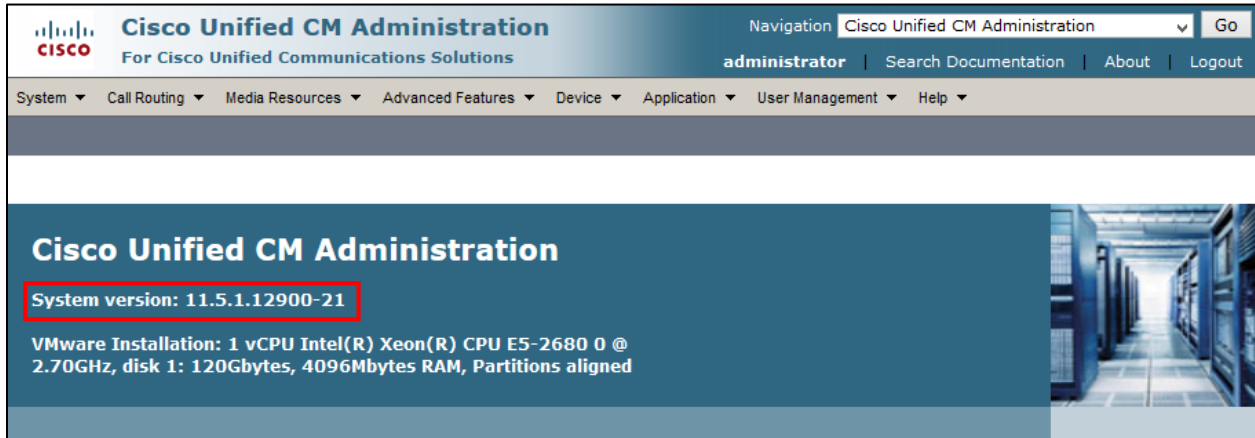 Cisco Unified CM Administration
Navigation Cisco Unified CM Administration Go
CISCO
For Cisco Unified Communications Solutions
administrator | Search Documentation | About | Logout
System Call Routing Media Resources Advanced Features Device Application User Management Help
Cisco Unified CM Administration
System version: 11.5.1.12900-21
VMware Installation: 1 vCPU Intel(R) Xeon(R) CPU E5-2680 0 @
2.70GHz, disk 1: 120Gbytes, 4096Mbytes RAM, Partitions aligned